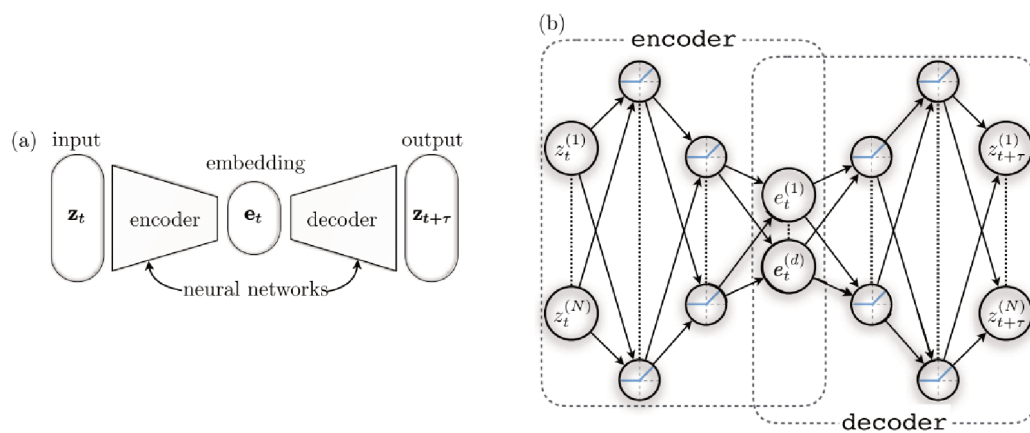 (a)
input
output
embedding
𝐳_t
encoder
𝐞_t
decoder
𝐳_{t+τ}
neural networks
(b)
encoder
z_t^{(1)}
z_t^{(N)}
e_t^{(1)}
e_t^{(d)}
z_{t+τ}^{(1)}
z_{t+τ}^{(N)}
decoder